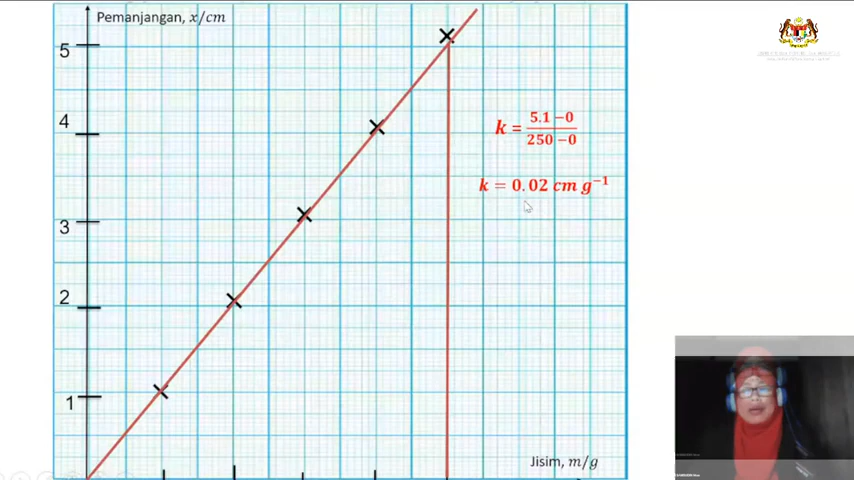 Pemanjangan, x/cm
5
4
3
2
1
k = 5.1 −0 / 250 −0
k = 0.02 cm g⁻¹
Jisim, m/g